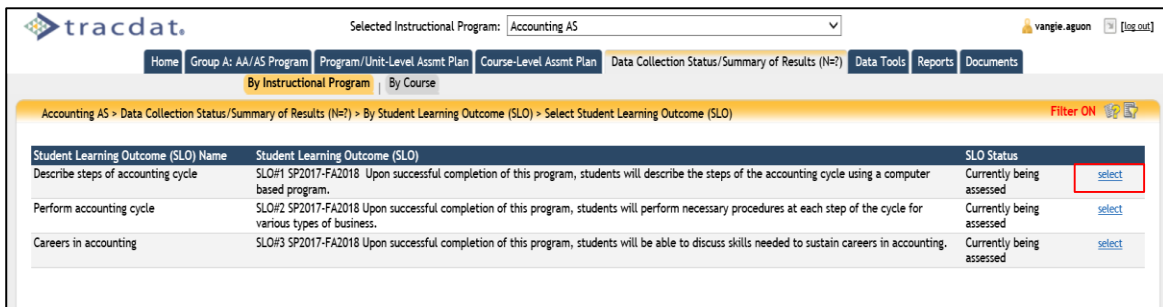 tracdat.
Selected Instructional Program: Accounting AS
vangie.aguon [log out]
Home Group A: AA/AS Program Program/Unit-Level Assmt Plan Course-Level Assmt Plan Data Collection Status/Summary of Results (N=?) Data Tools Reports Documents
By Instructional Program | By Course
Accounting AS > Data Collection Status/Summary of Results (N=?) > By Student Learning Outcome (SLO) > Select Student Learning Outcome (SLO) Filter ON
Student Learning Outcome (SLO) Name Student Learning Outcome (SLO) SLO Status
Describe steps of accounting cycle SLO#1 SP2017-FA2018 Upon successful completion of this program, students will describe the steps of the accounting cycle using a computer Currently being select
based program. assessed
Perform accounting cycle SLO#2 SP2017-FA2018 Upon successful completion of this program, students will perform necessary procedures at each step of the cycle for Currently being select
various types of business. assessed
Careers in accounting SLO#3 SP2017-FA2018 Upon successful completion of this program, students will be able to discuss skills needed to sustain careers in accounting. Currently being select
assessed